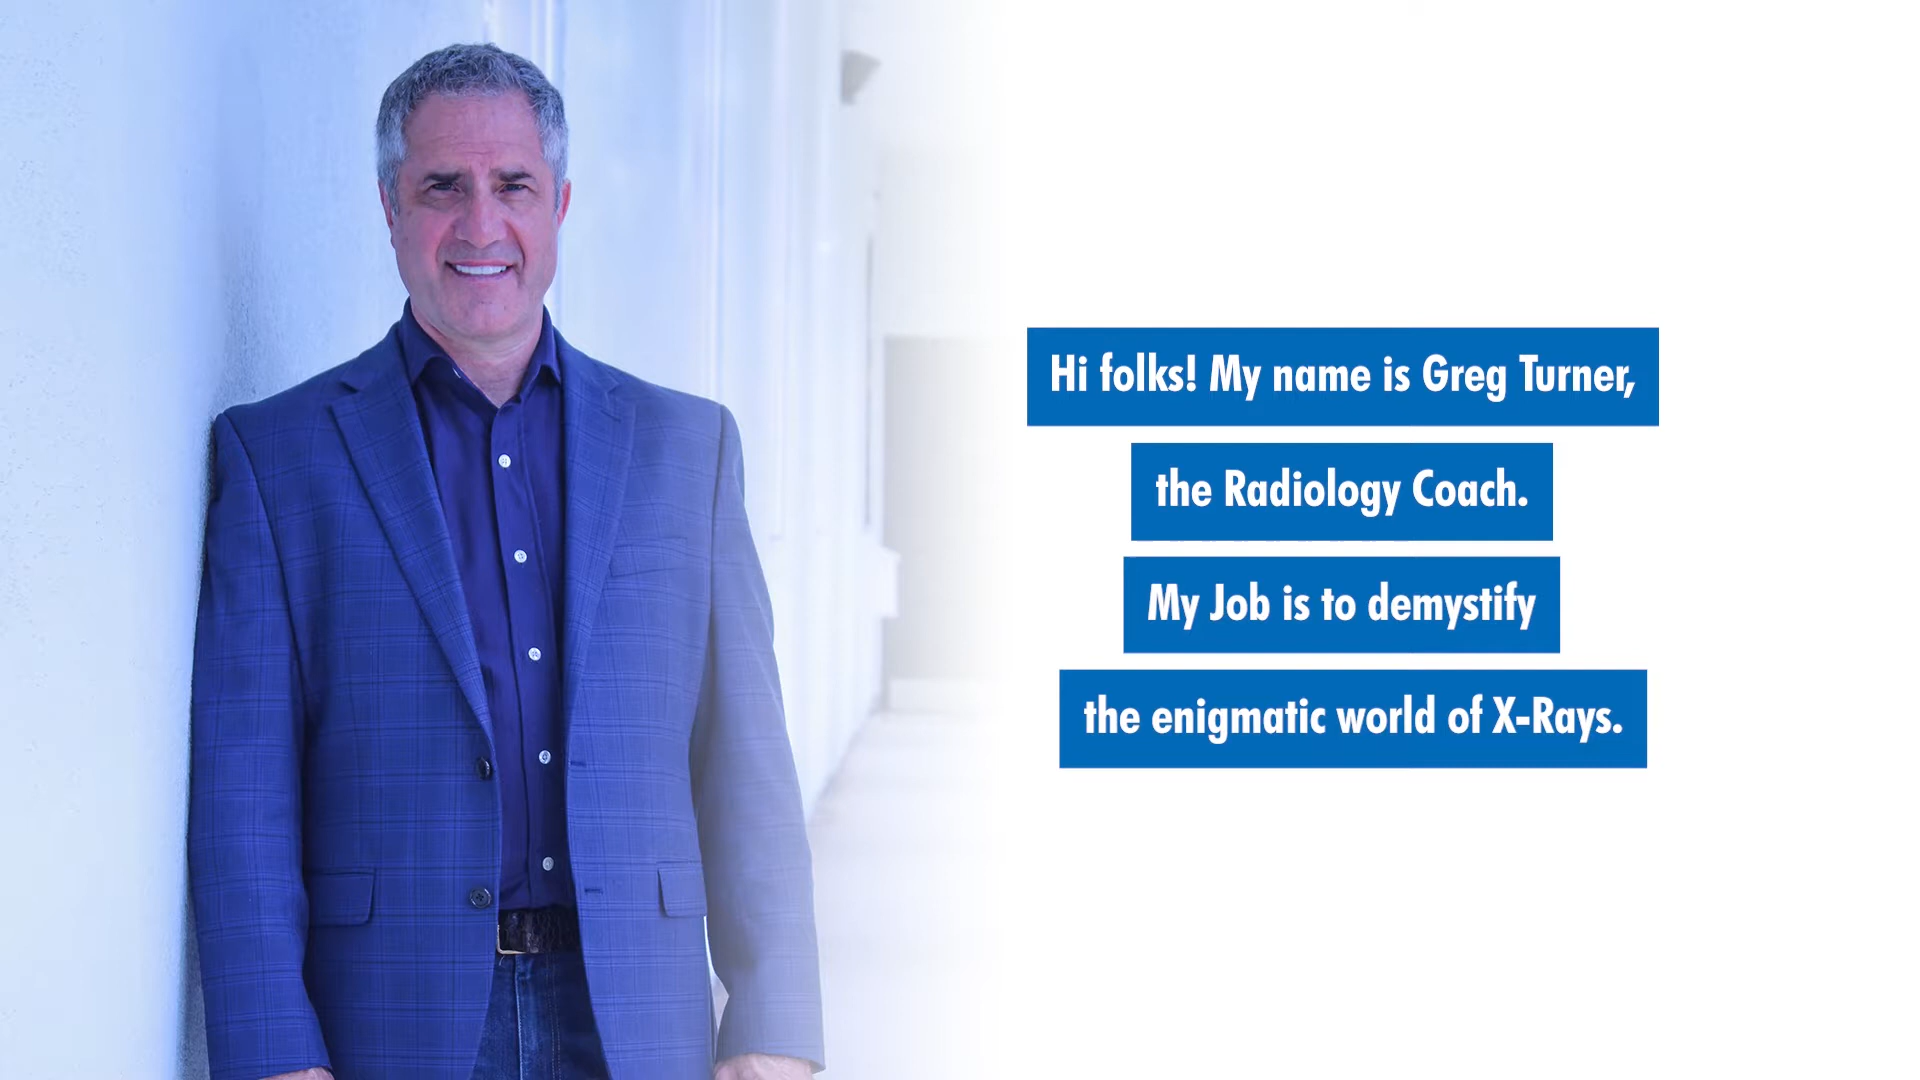 Hi folks! My name is Greg Turner,
the Radiology Coach.
My Job is to demystify
the enigmatic world of X-Rays.